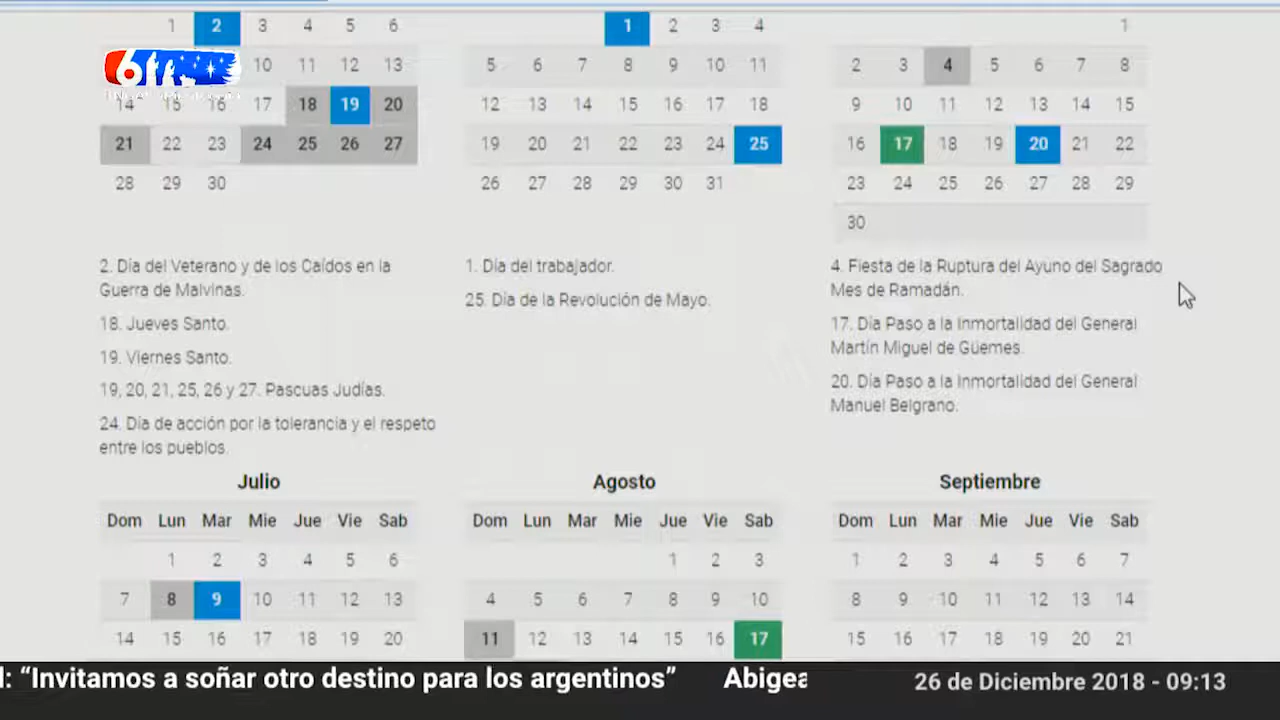 1 2 3 4 5 6
10 11 12 13
14 15 16 17 18 19 20
21 22 23 24 25 26 27
28 29 30
2. Día del Veterano y de los Caídos en la
Guerra de Malvinas.
18. Jueves Santo.
19. Viernes Santo.
19, 20, 21, 25, 26 y 27. Pascuas Judías.
24. Día de acción por la tolerancia y el respeto
entre los pueblos.
1 2 3 4
5 6 7 8 9 10 11
12 13 14 15 16 17 18
19 20 21 22 23 24 25
26 27 28 29 30 31
1. Día del trabajador.
25. Día de la Revolución de Mayo.
1
2 3 4 5 6 7 8
9 10 11 12 13 14 15
16 17 18 19 20 21 22
23 24 25 26 27 28 29
30
4. Fiesta de la Ruptura del Ayuno del Sagrado
Mes de Ramadán.
17. Día Paso a la Inmortalidad del General
Martín Miguel de Güemes.
20. Día Paso a la Inmortalidad del General
Manuel Belgrano.
Julio
Dom Lun Mar Mie Jue Vie Sab
1 2 3 4 5 6
7 8 9 10 11 12 13
14 15 16 17 18 19 20
Agosto
Dom Lun Mar Mie Jue Vie Sab
1 2 3
4 5 6 7 8 9 10
11 12 13 14 15 16 17
Septiembre
Dom Lun Mar Mie Jue Vie Sab
1 2 3 4 5 6 7
8 9 10 11 12 13 14
15 16 17 18 19 20 21
: “Invitamos a soñar otro destino para los argentinos” Abigea
26 de Diciembre 2018 - 09:13